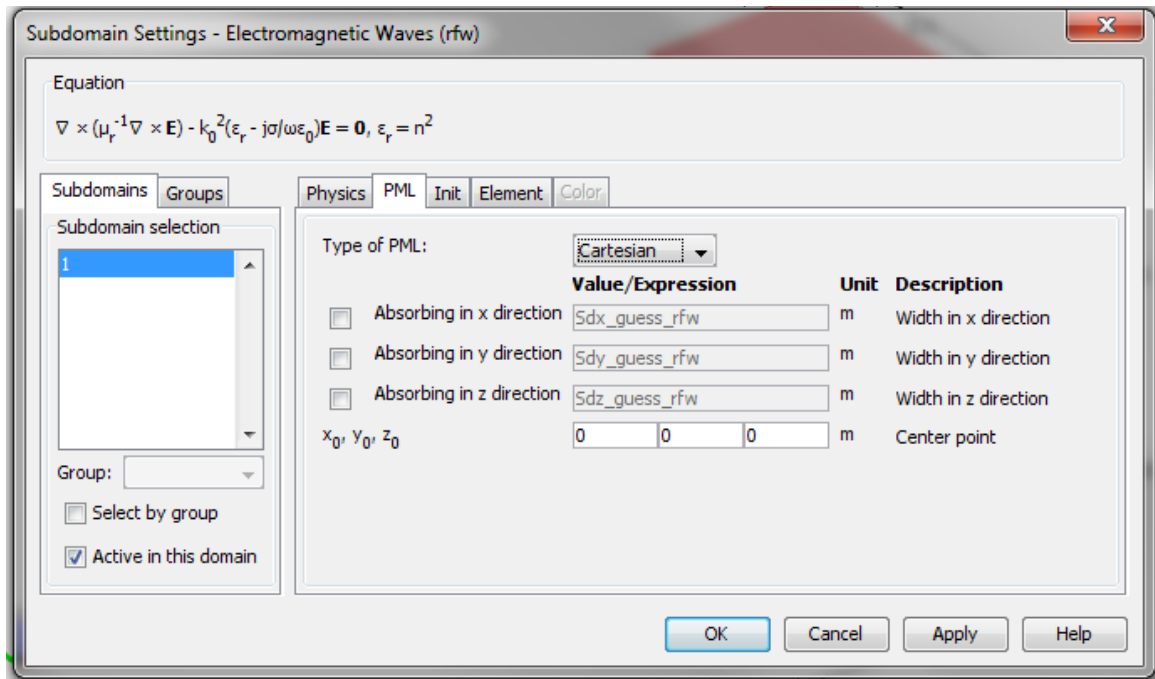 Subdomain Settings - Electromagnetic Waves (rfw)
Equation
∇ × (μr⁻¹∇ × E) - k₀²(εr - jσ/ωε₀)E = 0, εr = n²
Subdomains Groups
Subdomain selection
1
Group:
Select by group
Active in this domain
Physics PML Init Element Color
Type of PML: Cartesian
Value/Expression Unit Description
Absorbing in x direction Sdx_guess_rfw m Width in x direction
Absorbing in y direction Sdy_guess_rfw m Width in y direction
Absorbing in z direction Sdz_guess_rfw m Width in z direction
x₀, y₀, z₀ 0 0 0 m Center point
OK Cancel Apply Help